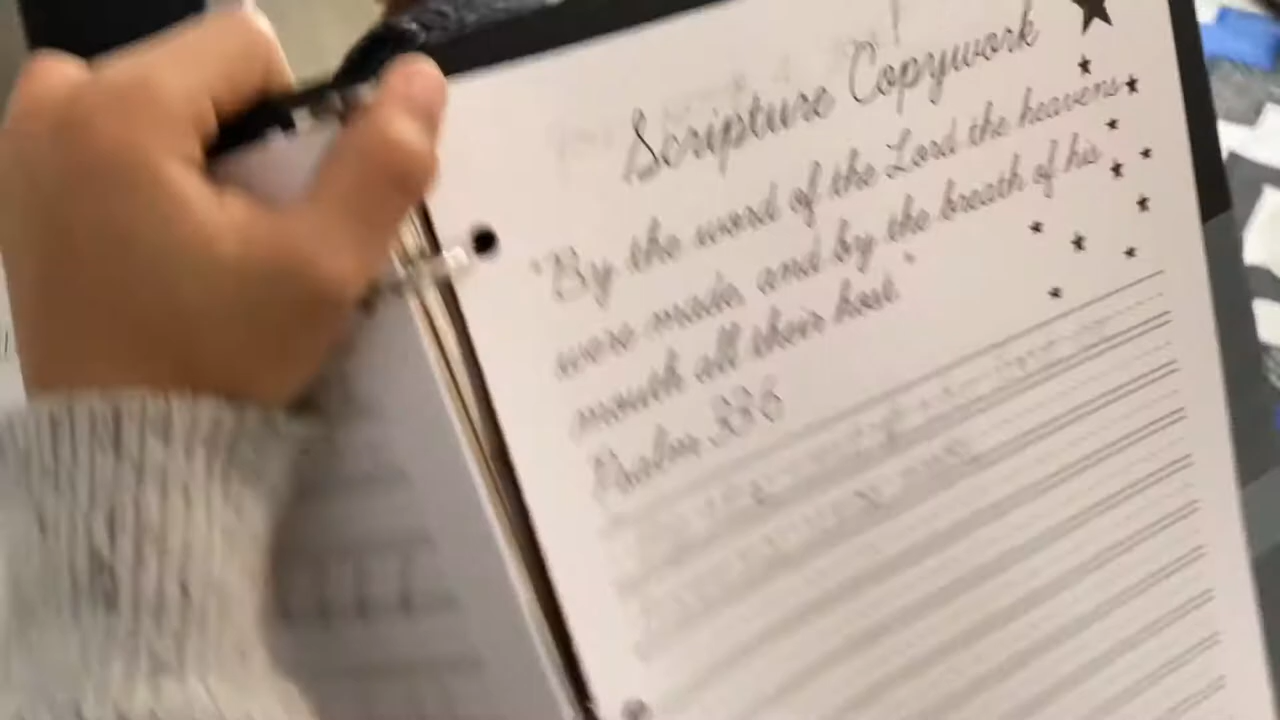 Scripture Copywork
"By the word of the Lord the heavens
were made, and by the breath of his
mouth all their host."
Psalm 33:6